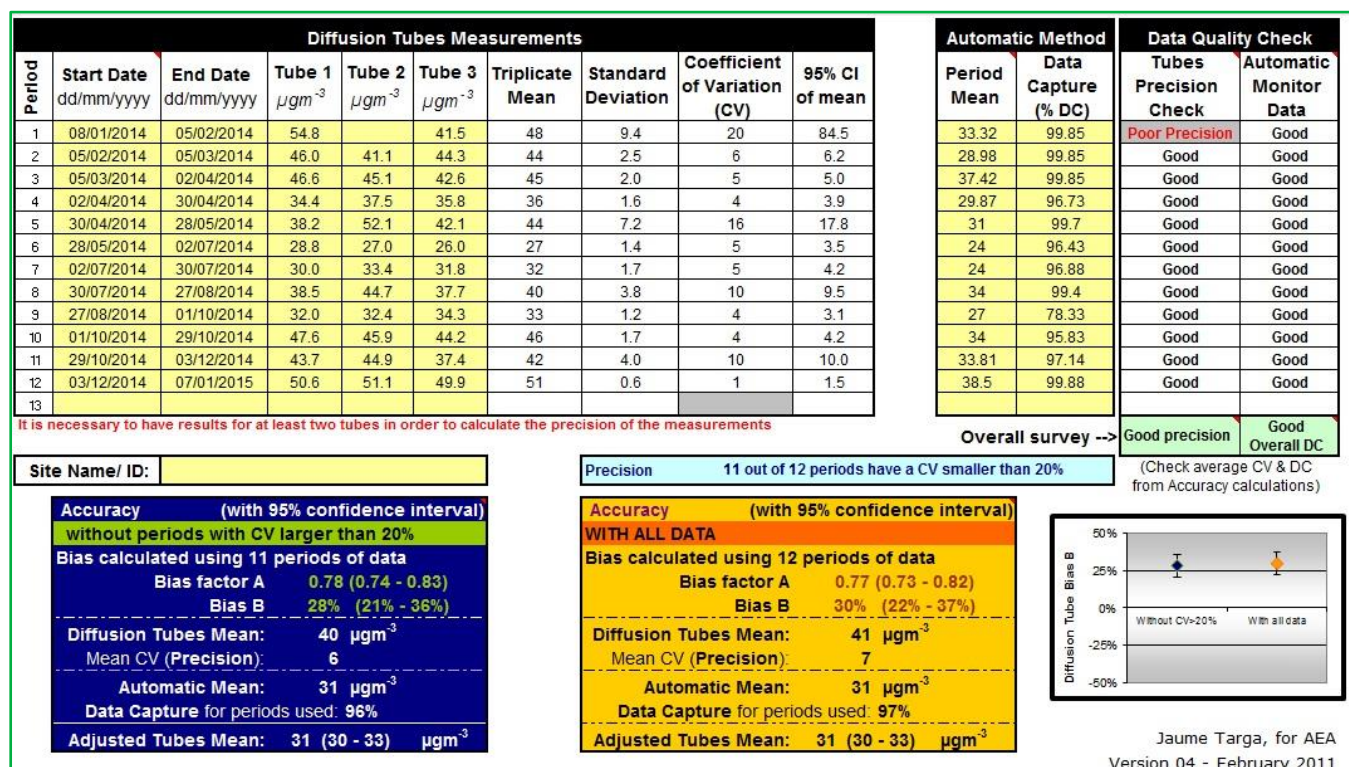 Diffusion Tubes Measurements
Period Start Date dd/mm/yyyy End Date dd/mm/yyyy Tube 1 µgm-3 Tube 2 µgm-3 Tube 3 µgm-3 Triplicate Mean Standard Deviation Coefficient of Variation (CV) 95% CI of mean
1 08/01/2014 05/02/2014 54.8 41.5 48 9.4 20 84.5
2 05/02/2014 05/03/2014 46.0 41.1 44.3 44 2.5 6 6.2
3 05/03/2014 02/04/2014 46.6 45.1 42.6 45 2.0 5 5.0
4 02/04/2014 30/04/2014 34.4 37.5 35.8 36 1.6 4 3.9
5 30/04/2014 28/05/2014 38.2 52.1 42.1 44 7.2 16 17.8
6 28/05/2014 02/07/2014 28.8 27.0 26.0 27 1.4 5 3.5
7 02/07/2014 30/07/2014 30.0 33.4 31.8 32 1.7 5 4.2
8 30/07/2014 27/08/2014 38.5 44.7 37.7 40 3.8 10 9.5
9 27/08/2014 01/10/2014 32.0 32.4 34.3 33 1.2 4 3.1
10 01/10/2014 29/10/2014 47.6 45.9 44.2 46 1.7 4 4.2
11 29/10/2014 03/12/2014 43.7 44.9 37.4 42 4.0 10 10.0
12 03/12/2014 07/01/2015 50.6 51.1 49.9 51 0.6 1 1.5
13
It is necessary to have results for at least two tubes in order to calculate the precision of the measurements
Automatic Method
Period Mean Data Capture (% DC)
33.32 99.85
28.98 99.85
37.42 99.85
29.87 96.73
31 99.7
24 96.43
24 96.88
34 99.4
27 78.33
34 95.83
33.81 97.14
38.5 99.88
Data Quality Check
Tubes Precision Check Automatic Monitor Data
Poor Precision Good
Good Good
Good Good
Good Good
Good Good
Good Good
Good Good
Good Good
Good Good
Good Good
Good Good
Good Good
Overall survey --> Good precision Good Overall DC
(Check average CV & DC
from Accuracy calculations)
Site Name/ ID:
Precision 11 out of 12 periods have a CV smaller than 20%
Accuracy (with 95% confidence interval)
without periods with CV larger than 20%
Bias calculated using 11 periods of data
Bias factor A 0.78 (0.74 - 0.83)
Bias B 28% (21% - 36%)
Diffusion Tubes Mean: 40 µgm-3
Mean CV (Precision): 6
Automatic Mean: 31 µgm-3
Data Capture for periods used: 96%
Adjusted Tubes Mean: 31 (30 - 33) µgm-3
Accuracy (with 95% confidence interval)
WITH ALL DATA
Bias calculated using 12 periods of data
Bias factor A 0.77 (0.73 - 0.82)
Bias B 30% (22% - 37%)
Diffusion Tubes Mean: 41 µgm-3
Mean CV (Precision): 7
Automatic Mean: 31 µgm-3
Data Capture for periods used: 97%
Adjusted Tubes Mean: 31 (30 - 33) µgm-3
Diffusion Tube Bias B
50%
25%
0%
-25%
-50%
Without CV>20% With all data
Jaume Targa, for AEA
Version 04 - February 2011